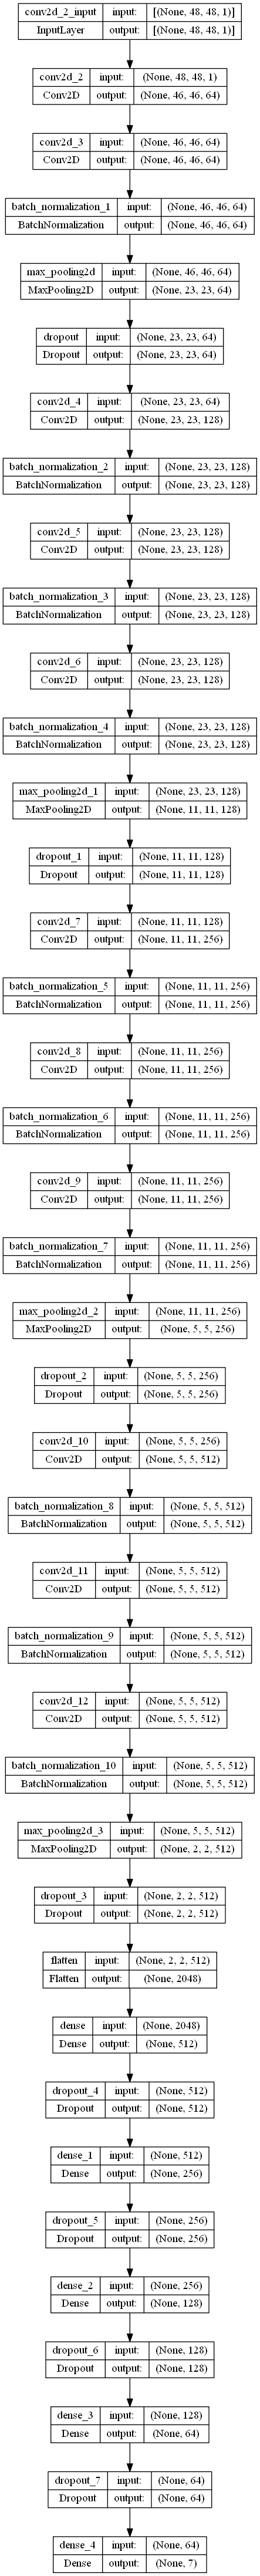 conv2d_2_input input: [(None, 48, 48, 1)]
InputLayer output: [(None, 48, 48, 1)]
conv2d_2 input: (None, 48, 48, 1)
Conv2D output: (None, 46, 46, 64)
conv2d_3 input: (None, 46, 46, 64)
Conv2D output: (None, 46, 46, 64)
batch_normalization_1 input: (None, 46, 46, 64)
BatchNormalization output: (None, 46, 46, 64)
max_pooling2d input: (None, 46, 46, 64)
MaxPooling2D output: (None, 23, 23, 64)
dropout input: (None, 23, 23, 64)
Dropout output: (None, 23, 23, 64)
conv2d_4 input: (None, 23, 23, 64)
Conv2D output: (None, 23, 23, 128)
batch_normalization_2 input: (None, 23, 23, 128)
BatchNormalization output: (None, 23, 23, 128)
conv2d_5 input: (None, 23, 23, 128)
Conv2D output: (None, 23, 23, 128)
batch_normalization_3 input: (None, 23, 23, 128)
BatchNormalization output: (None, 23, 23, 128)
conv2d_6 input: (None, 23, 23, 128)
Conv2D output: (None, 23, 23, 128)
batch_normalization_4 input: (None, 23, 23, 128)
BatchNormalization output: (None, 23, 23, 128)
max_pooling2d_1 input: (None, 23, 23, 128)
MaxPooling2D output: (None, 11, 11, 128)
dropout_1 input: (None, 11, 11, 128)
Dropout output: (None, 11, 11, 128)
conv2d_7 input: (None, 11, 11, 128)
Conv2D output: (None, 11, 11, 256)
batch_normalization_5 input: (None, 11, 11, 256)
BatchNormalization output: (None, 11, 11, 256)
conv2d_8 input: (None, 11, 11, 256)
Conv2D output: (None, 11, 11, 256)
batch_normalization_6 input: (None, 11, 11, 256)
BatchNormalization output: (None, 11, 11, 256)
conv2d_9 input: (None, 11, 11, 256)
Conv2D output: (None, 11, 11, 256)
batch_normalization_7 input: (None, 11, 11, 256)
BatchNormalization output: (None, 11, 11, 256)
max_pooling2d_2 input: (None, 11, 11, 256)
MaxPooling2D output: (None, 5, 5, 256)
dropout_2 input: (None, 5, 5, 256)
Dropout output: (None, 5, 5, 256)
conv2d_10 input: (None, 5, 5, 256)
Conv2D output: (None, 5, 5, 512)
batch_normalization_8 input: (None, 5, 5, 512)
BatchNormalization output: (None, 5, 5, 512)
conv2d_11 input: (None, 5, 5, 512)
Conv2D output: (None, 5, 5, 512)
batch_normalization_9 input: (None, 5, 5, 512)
BatchNormalization output: (None, 5, 5, 512)
conv2d_12 input: (None, 5, 5, 512)
Conv2D output: (None, 5, 5, 512)
batch_normalization_10 input: (None, 5, 5, 512)
BatchNormalization output: (None, 5, 5, 512)
max_pooling2d_3 input: (None, 5, 5, 512)
MaxPooling2D output: (None, 2, 2, 512)
dropout_3 input: (None, 2, 2, 512)
Dropout output: (None, 2, 2, 512)
flatten input: (None, 2, 2, 512)
Flatten output: (None, 2048)
dense input: (None, 2048)
Dense output: (None, 512)
dropout_4 input: (None, 512)
Dropout output: (None, 512)
dense_1 input: (None, 512)
Dense output: (None, 256)
dropout_5 input: (None, 256)
Dropout output: (None, 256)
dense_2 input: (None, 256)
Dense output: (None, 128)
dropout_6 input: (None, 128)
Dropout output: (None, 128)
dense_3 input: (None, 128)
Dense output: (None, 64)
dropout_7 input: (None, 64)
Dropout output: (None, 64)
dense_4 input: (None, 64)
Dense output: (None, 7)